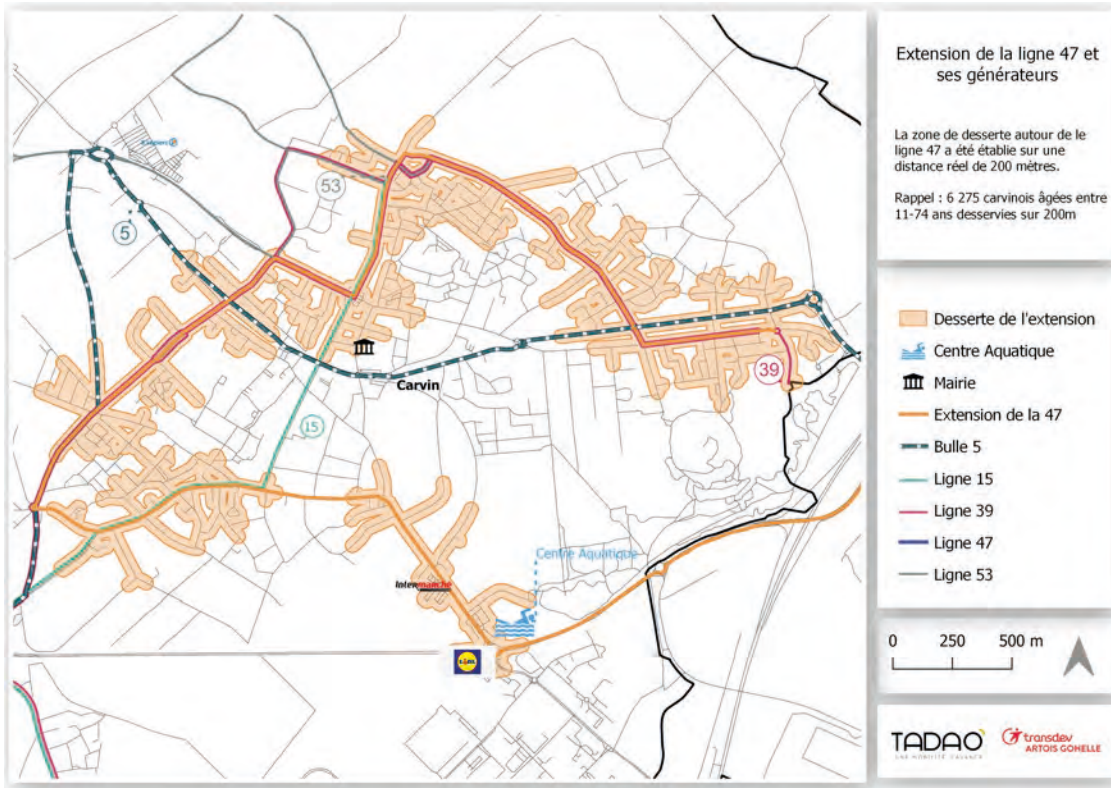 53
5
15
39
Carvin
Centre Aquatique
Intermarché
LIDL
Extension de la ligne 47 et
ses générateurs
La zone de desserte autour de le
ligne 47 a été établie sur une
distance réel de 200 mètres.
Rappel : 6 275 carvinois âgées entre
11-74 ans desservies sur 200m
Desserte de l'extension
Centre Aquatique
Mairie
Extension de la 47
Bulle 5
Ligne 15
Ligne 39
Ligne 47
Ligne 53
0 250 500 m
TADAO
transdev
ARTOIS GOHELLE